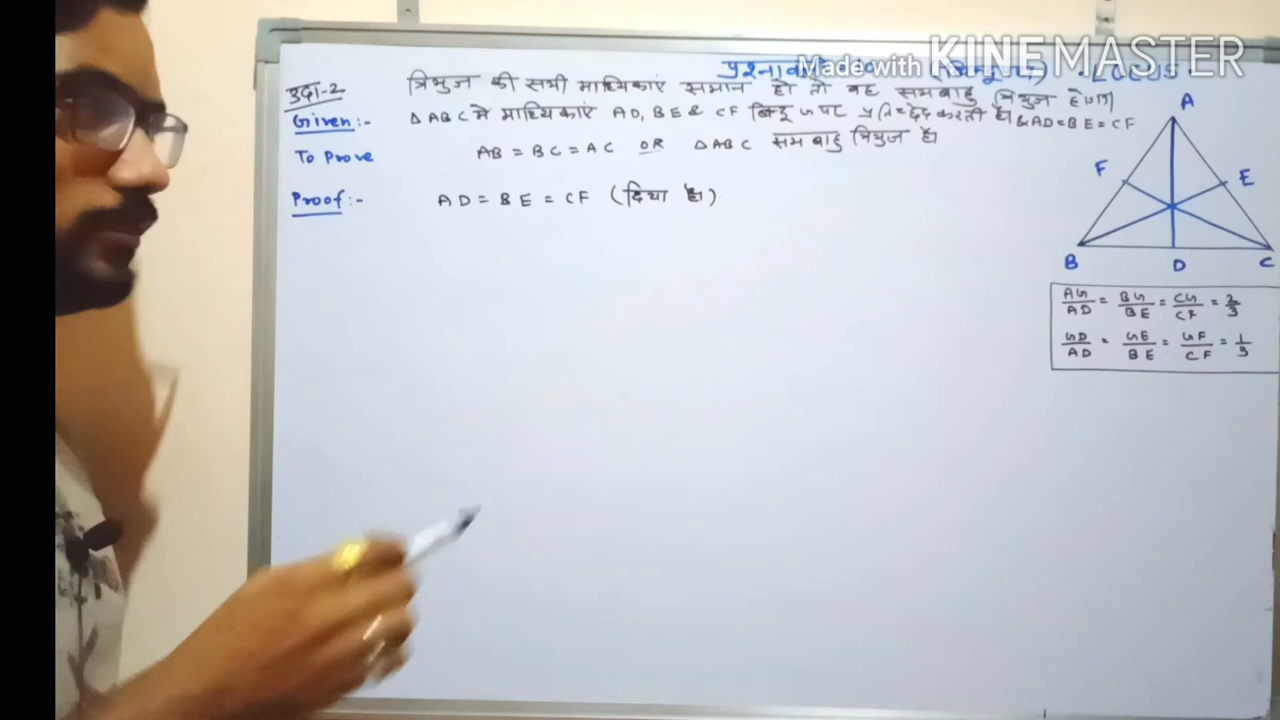 Made with KINEMASTER
LOCUS
उदा-2 त्रिभुज की सभी माध्यिकाएं समान हो तो वह समबाहु त्रिभुज होगा।
Given:- △ABC मे माध्यिकाएं AD, BE & CF बिन्दु G पर प्रतिच्छेद करती है। & AD=BE=CF
To Prove AB = BC = AC OR △ABC समबाहु त्रिभुज है।
Proof:- AD = BE = CF (दिया है)
A
F E
B D C
AG/AD = BG/BE = CG/CF = 2/3
GD/AD = GE/BE = GF/CF = 1/3